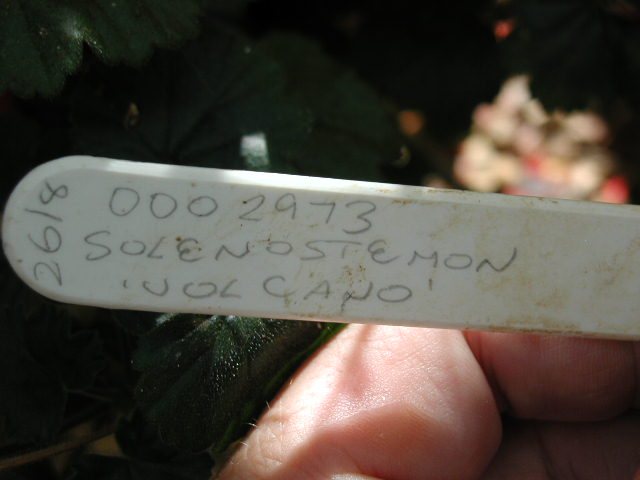 26/8
0002973
SOLENOSTEMON
'VOLCANO'